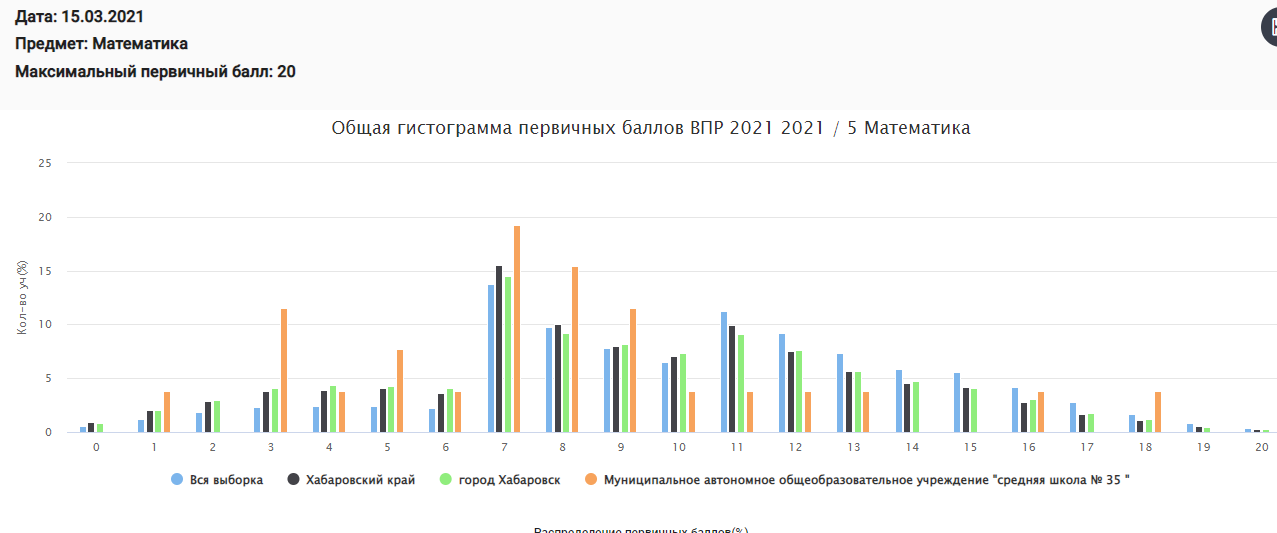 Дата: 15.03.2021
Предмет: Математика
Максимальный первичный балл: 20
Общая гистограмма первичных баллов ВПР 2021 2021 / 5 Математика
25
20
15
10
5
0
Кол-во уч(%)
0 1 2 3 4 5 6 7 8 9 10 11 12 13 14 15 16 17 18 19 20
Вся выборка Хабаровский край город Хабаровск Муниципальное автономное общеобразовательное учреждение "средняя школа № 35 "
Распределение первичных баллов(%)